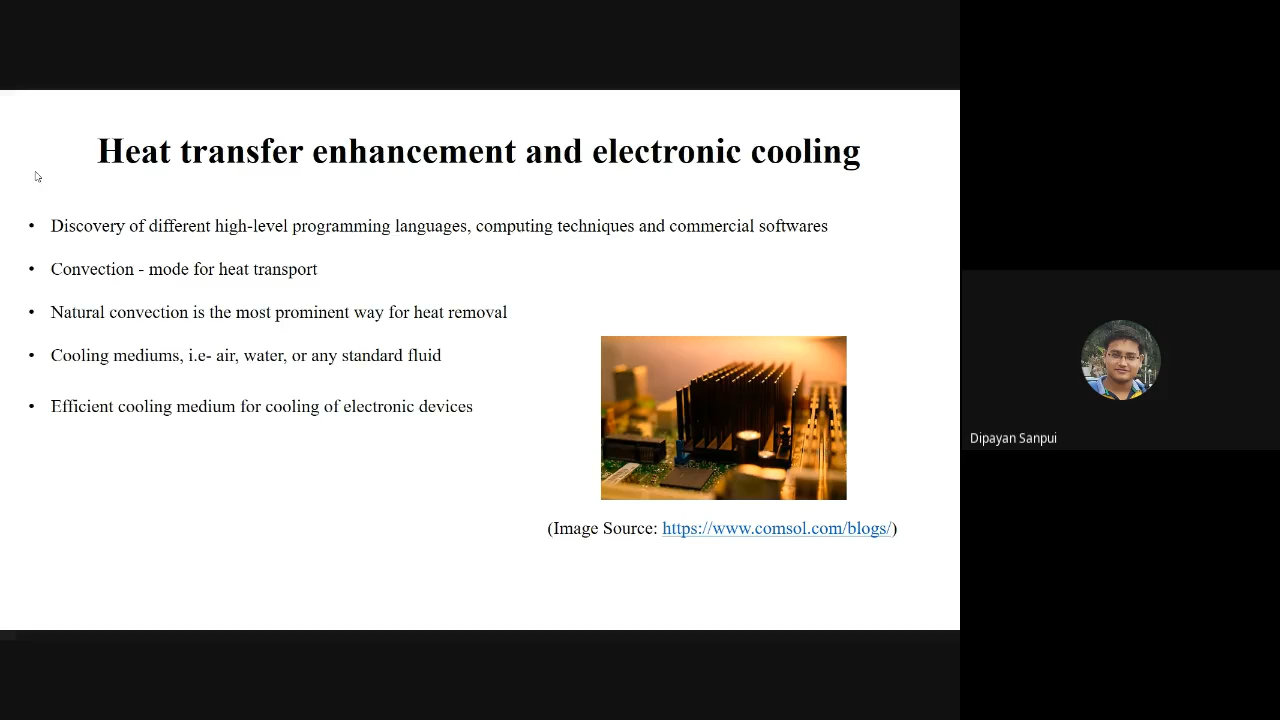 Heat transfer enhancement and electronic cooling
• Discovery of different high-level programming languages, computing techniques and commercial softwares
• Convection - mode for heat transport
• Natural convection is the most prominent way for heat removal
• Cooling mediums, i.e- air, water, or any standard fluid
• Efficient cooling medium for cooling of electronic devices
(Image Source: https://www.comsol.com/blogs/)
Dipayan Sanpui